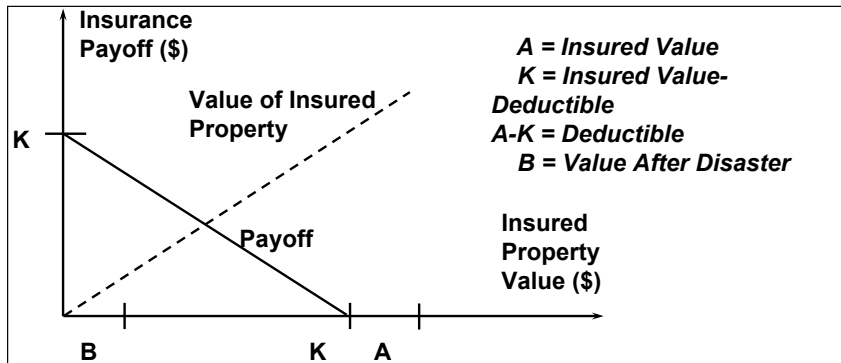 Insurance
Payoff ($)
A = Insured Value
K = Insured Value-
Deductible
A-K = Deductible
B = Value After Disaster
Value of Insured
Property
K
Payoff
Insured
Property
Value ($)
B K A